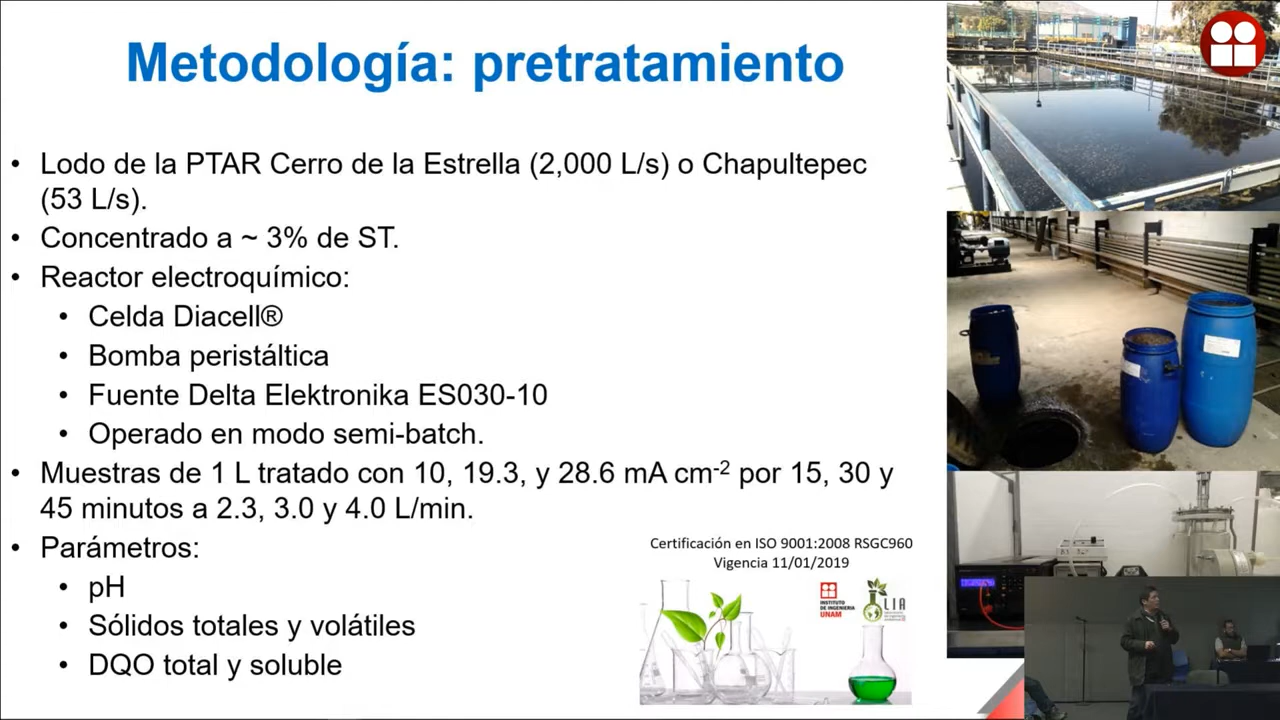 Metodología: pretratamiento
• Lodo de la PTAR Cerro de la Estrella (2,000 L/s) o Chapultepec
(53 L/s).
• Concentrado a ~ 3% de ST.
• Reactor electroquímico:
• Celda Diacell®
• Bomba peristáltica
• Fuente Delta Elektronika ES030-10
• Operado en modo semi-batch.
• Muestras de 1 L tratado con 10, 19.3, y 28.6 mA cm-2 por 15, 30 y
45 minutos a 2.3, 3.0 y 4.0 L/min.
• Parámetros:
• pH
• Sólidos totales y volátiles
• DQO total y soluble
Certificación en ISO 9001:2008 RSGC960
Vigencia 11/01/2019
INSTITUTO
DE INGENIERÍA
UNAM
LIA